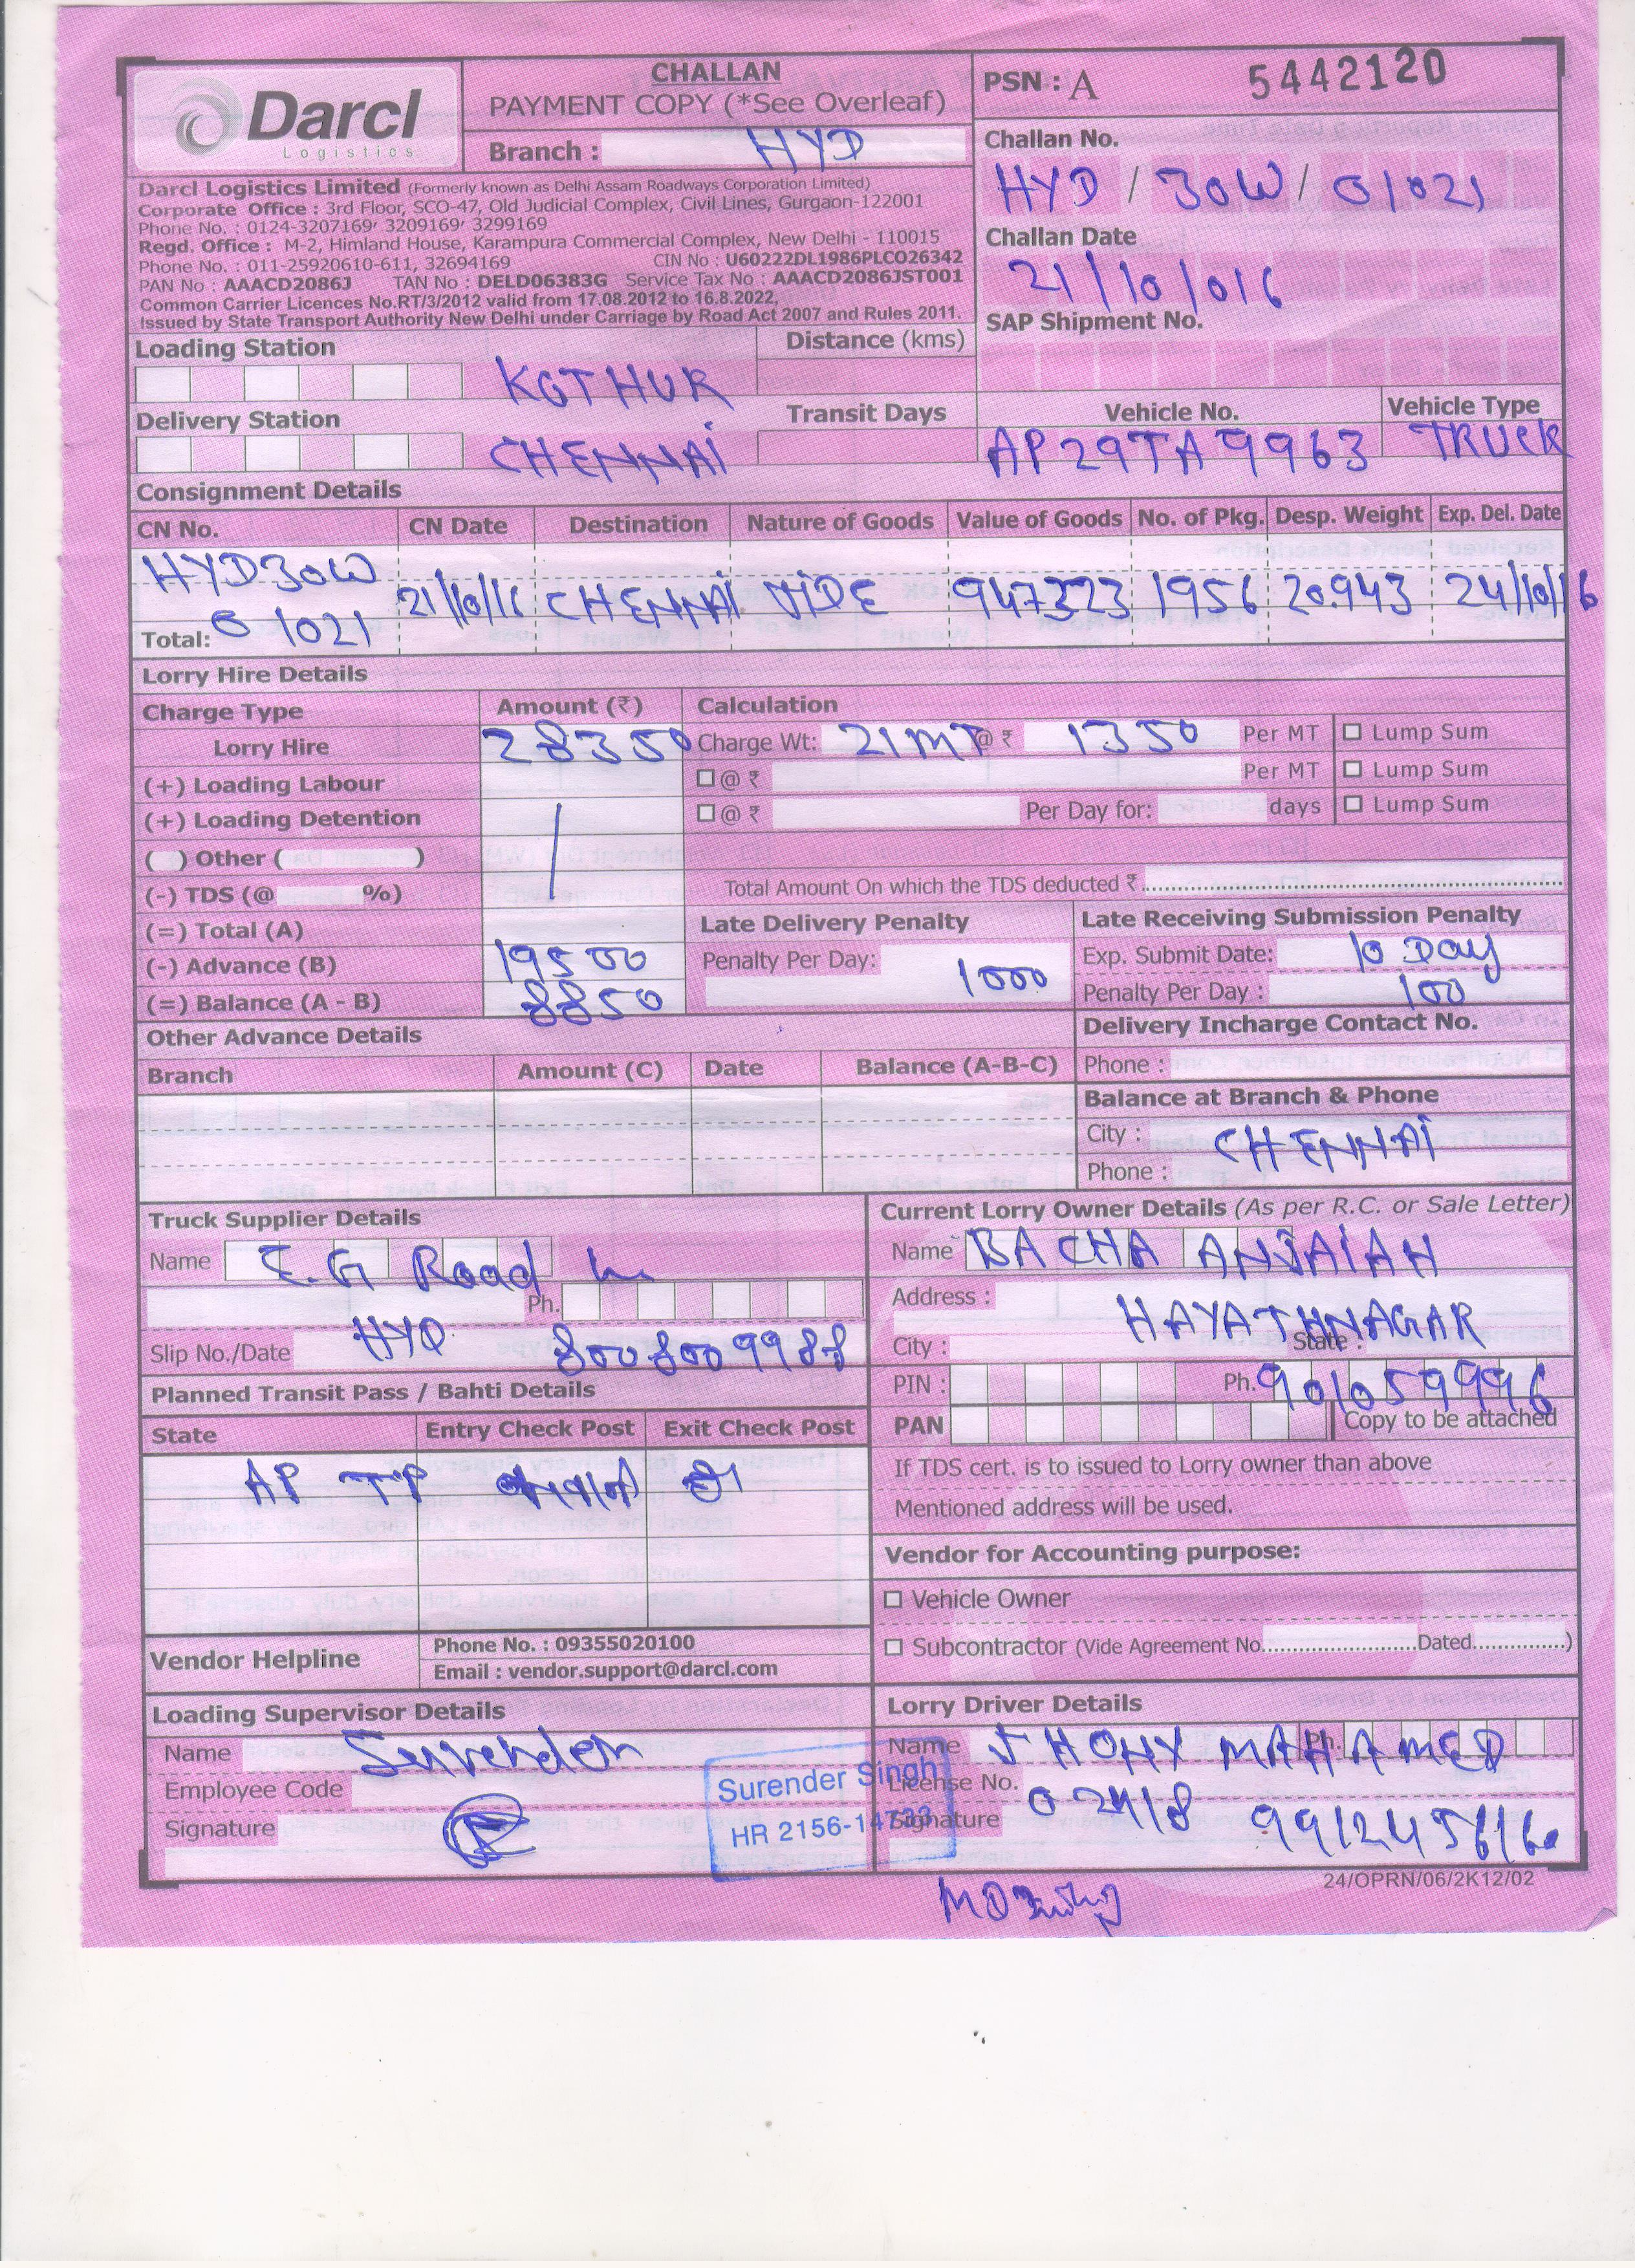 Darcl
Logistics
CHALLAN
PAYMENT COPY (*See Overleaf)
Branch : HYD
PSN : A 5442120
Challan No.
HYD / 30W / 01021
Challan Date
21/10/016
SAP Shipment No.
Darcl Logistics Limited (Formerly known as Delhi Assam Roadways Corporation Limited)
Corporate Office : 3rd Floor, SCO-47, Old Judicial Complex, Civil Lines, Gurgaon-122001
Phone No. : 0124-3207169, 3209169, 3299169
Regd. Office : M-2, Himland House, Karampura Commercial Complex, New Delhi - 110015
Phone No. : 011-25920610-611, 32694169 CIN No : U60222DL1986PLCO26342
PAN No : AAACD2086J TAN No : DELD06383G Service Tax No : AAACD2086JST001
Common Carrier Licences No.RT/3/2012 valid from 17.08.2012 to 16.8.2022,
Issued by State Transport Authority New Delhi under Carriage by Road Act 2007 and Rules 2011.
Loading Station KOTHUR Distance (kms)
Delivery Station CHENNAI Transit Days
Vehicle No. Vehicle Type
AP29TA9963 TRUCK
Consignment Details
CN No. CN Date Destination Nature of Goods Value of Goods No. of Pkg. Desp. Weight Exp. Del. Date
HYD30W
01021 21/10/16 CHENNAI VIDE 947323 1956 20.943 24/10/16
Total:
Lorry Hire Details
Charge Type Amount (₹) Calculation
Lorry Hire 28350 Charge Wt: 21MT @ ₹ 1350 Per MT Lump Sum
(+) Loading Labour @ ₹ Per MT Lump Sum
(+) Loading Detention @ ₹ Per Day for: days Lump Sum
( ) Other ( )
(-) TDS (@ %) Total Amount On which the TDS deducted ₹
(=) Total (A) Late Delivery Penalty Late Receiving Submission Penalty
(-) Advance (B) 19500 Penalty Per Day: 1000 Exp. Submit Date: 10 Day
(=) Balance (A - B) 8850 Penalty Per Day : 100
Other Advance Details Delivery Incharge Contact No.
Branch Amount (C) Date Balance (A-B-C) Phone :
Balance at Branch & Phone
City : CHENNAI
Phone :
Truck Supplier Details
Name Road
Ph.
Slip No./Date HYD 8008009988
Current Lorry Owner Details (As per R.C. or Sale Letter)
Name BACHA ANJAIAH
Address : HAYATHNAGAR
City : State :
PIN : Ph. 901059996
PAN Copy to be attached
If TDS cert. is to issued to Lorry owner than above
Mentioned address will be used.
Planned Transit Pass / Bahti Details
State Entry Check Post Exit Check Post
AP TP
Vendor for Accounting purpose:
Vehicle Owner
Subcontractor (Vide Agreement No. Dated )
Vendor Helpline
Phone No. : 09355020100
Email : vendor.support@darcl.com
Loading Supervisor Details
Name Surender
Employee Code
Signature
Surender Singh
HR 2156-14733
Lorry Driver Details
Name JHONY MAHAMED Ph.
License No.
Signature
24/OPRN/06/2K12/02